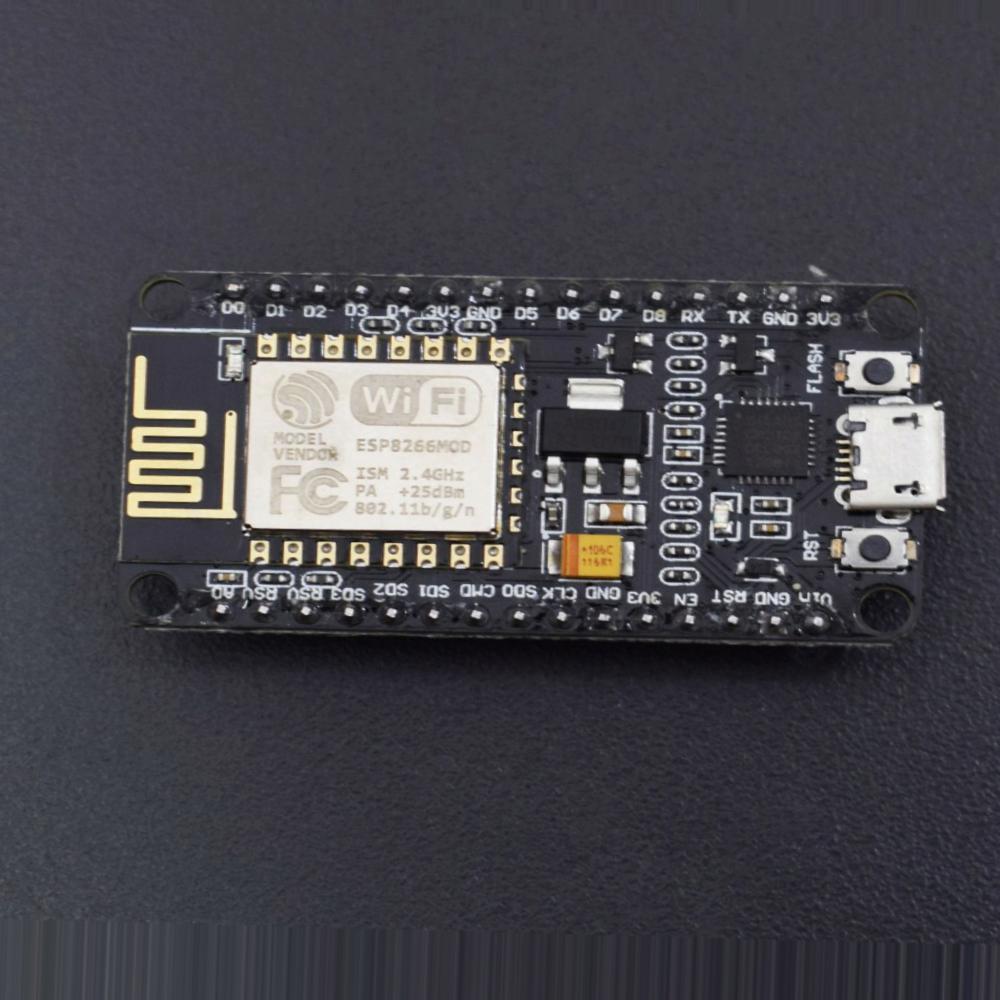 D0 D1 D2 D3 D4 3V3 GND D5 D6 D7 D8 RX TX GND 3V3
FLASH
WiFi
MODEL
VENDOR
ESP8266MOD
FC
ISM 2.4GHz
PA +25dBm
802.11b/g/n
+106C
RST
A0 RSV RSV SD3 SD2 SD1 CMD SD0 CLK GND 3V3 EN RST GND Vin